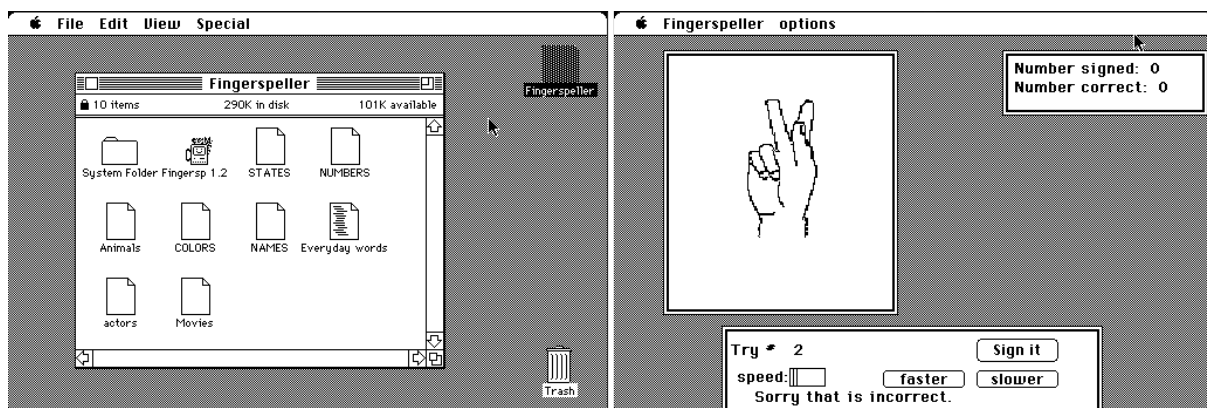 File Edit View Special
Fingerspeller
Fingerspeller
10 items 290K in disk 101K available
System Folder Fingersp 1.2 STATES NUMBERS
Animals COLORS NAMES Everyday words
actors Movies
Trash
Fingerspeller options
Number signed: 0
Number correct: 0
Try # 2 Sign it
speed: faster slower
Sorry that is incorrect.